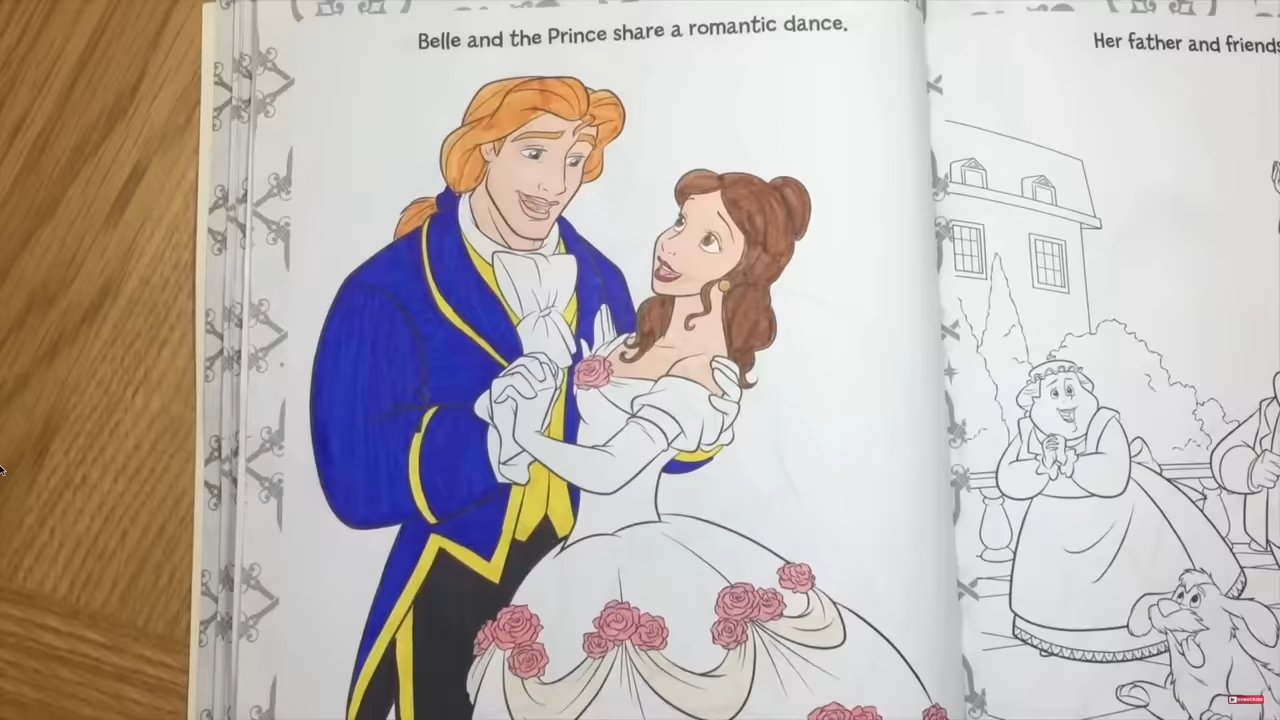 Belle and the Prince share a romantic dance.
Her father and friends